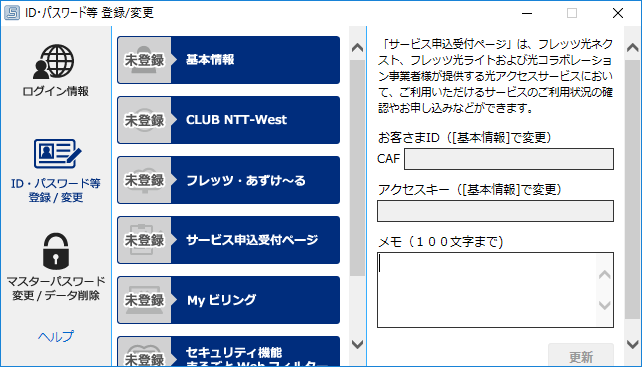 ID・パスワード等 登録/変更
ログイン情報
ID・パスワード等
登録 / 変更
マスターパスワード
変更 / データ削除
ヘルプ
未登録 基本情報
未登録 CLUB NTT-West
未登録 フレッツ・あずけ～る
未登録 サービス申込受付ページ
未登録 My ビリング
未登録 セキュリティ機能
まるごと Web フィルター
「サービス申込受付ページ」は、フレッツ光ネク
スト、フレッツ光ライトおよび光コラボレーション
事業者様が提供する光アクセスサービスにおい
て、ご利用いただけるサービスのご利用状況の確
認やお申し込みなどができます。
お客さまID（[基本情報]で変更）
CAF
アクセスキー（[基本情報]で変更）
メモ（１００文字まで）
更新